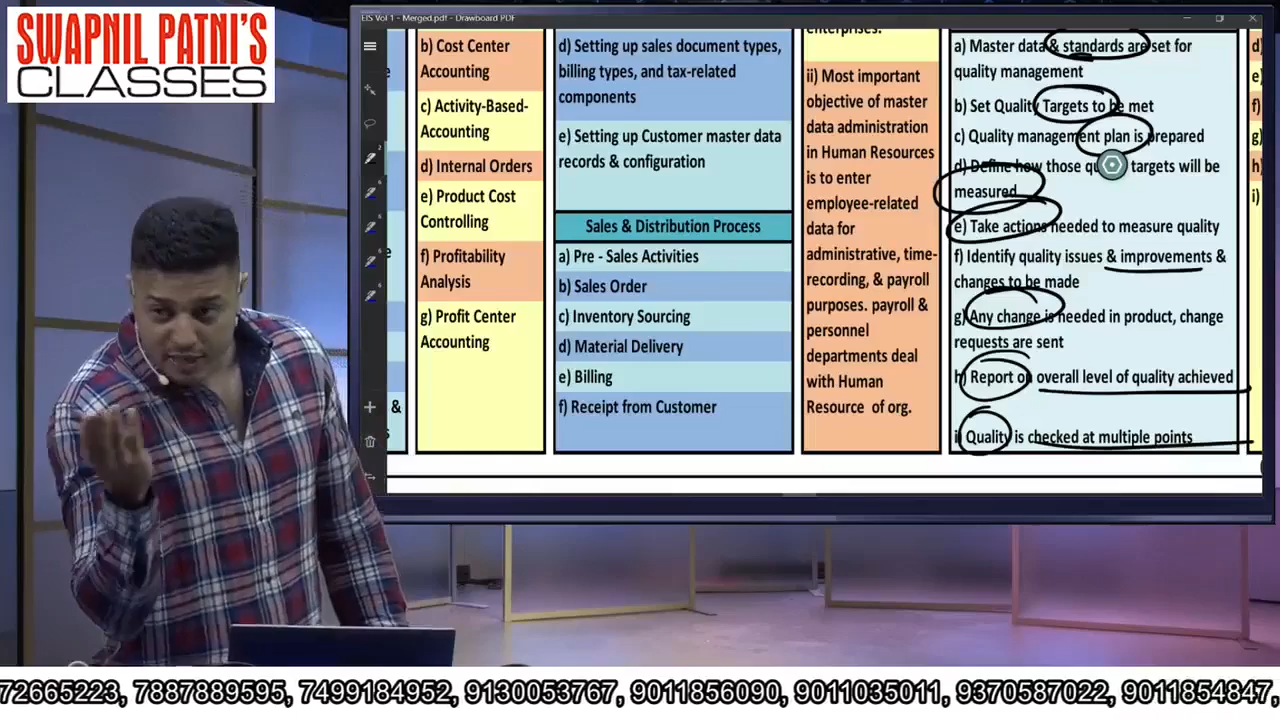 SWAPNIL PATNI'S
CLASSES
EIS Vol 1 - Merged.pdf - Drawboard PDF
b) Cost Center
Accounting
c) Activity-Based-
Accounting
d) Internal Orders
e) Product Cost
Controlling
f) Profitability
Analysis
g) Profit Center
Accounting
d) Setting up sales document types,
billing types, and tax-related
components
e) Setting up Customer master data
records & configuration
Sales & Distribution Process
a) Pre - Sales Activities
b) Sales Order
c) Inventory Sourcing
d) Material Delivery
e) Billing
f) Receipt from Customer
enterprises.
ii) Most important
objective of master
data administration
in Human Resources
is to enter
employee-related
data for
administrative, time-
recording, & payroll
purposes. payroll &
personnel
departments deal
with Human
Resource of org.
a) Master data & standards are set for
quality management
b) Set Quality Targets to be met
c) Quality management plan is prepared
d) Define how those targets will be
measured
e) Take actions needed to measure quality
f) Identify quality issues & improvements &
changes to be made
g) Any change is needed in product, change
requests are sent
h) Report on overall level of quality achieved
i) Quality is checked at multiple points
d)
e)
f)
g)
h)
i)
e
e
&
s
72665223, 7887889595, 7499184952, 9130053767, 9011856090, 9011035011, 9370587022, 9011854847,